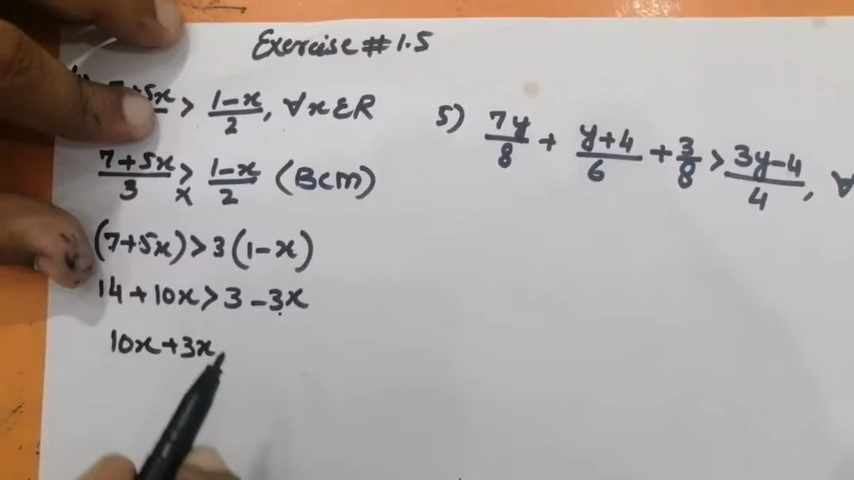 Exercise # 1.5
7+5x > 1-x/2, ∀ x ∈ R
7+5x/3 > 1-x/2 (BCM)
x
(7+5x) > 3(1-x)
14 + 10x > 3 - 3x
10x + 3x
5) 7y/8 + y+4/6 + 3/8 > 3y-4/4, ∀